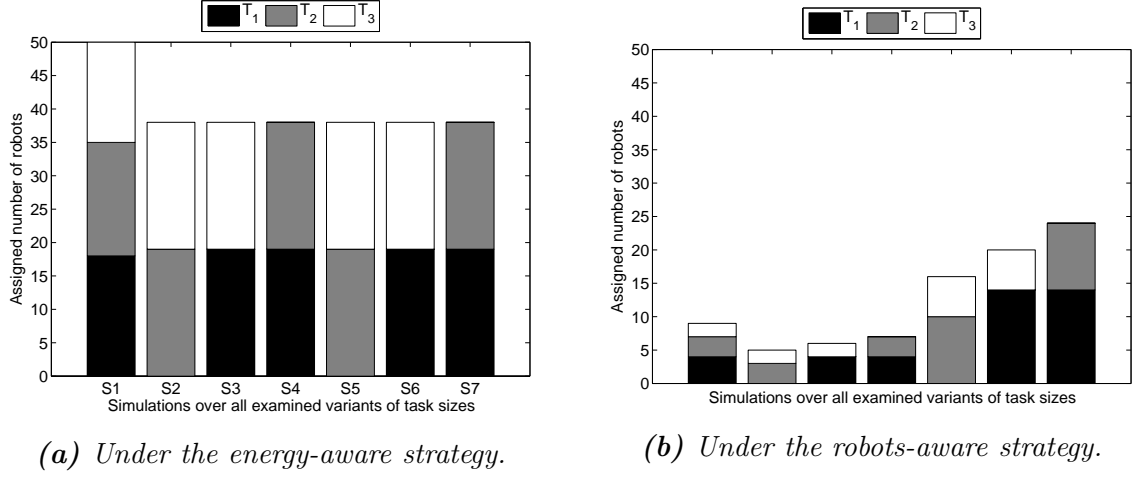 T1 T2 T3
50
45
40
35
30
25
20
15
10
5
0
Assigned number of robots
S1 S2 S3 S4 S5 S6 S7
Simulations over all examined variants of task sizes
(a) Under the energy-aware strategy.
T1 T2 T3
50
45
40
35
30
25
20
15
10
5
0
Assigned number of robots
Simulations over all examined variants of task sizes
(b) Under the robots-aware strategy.